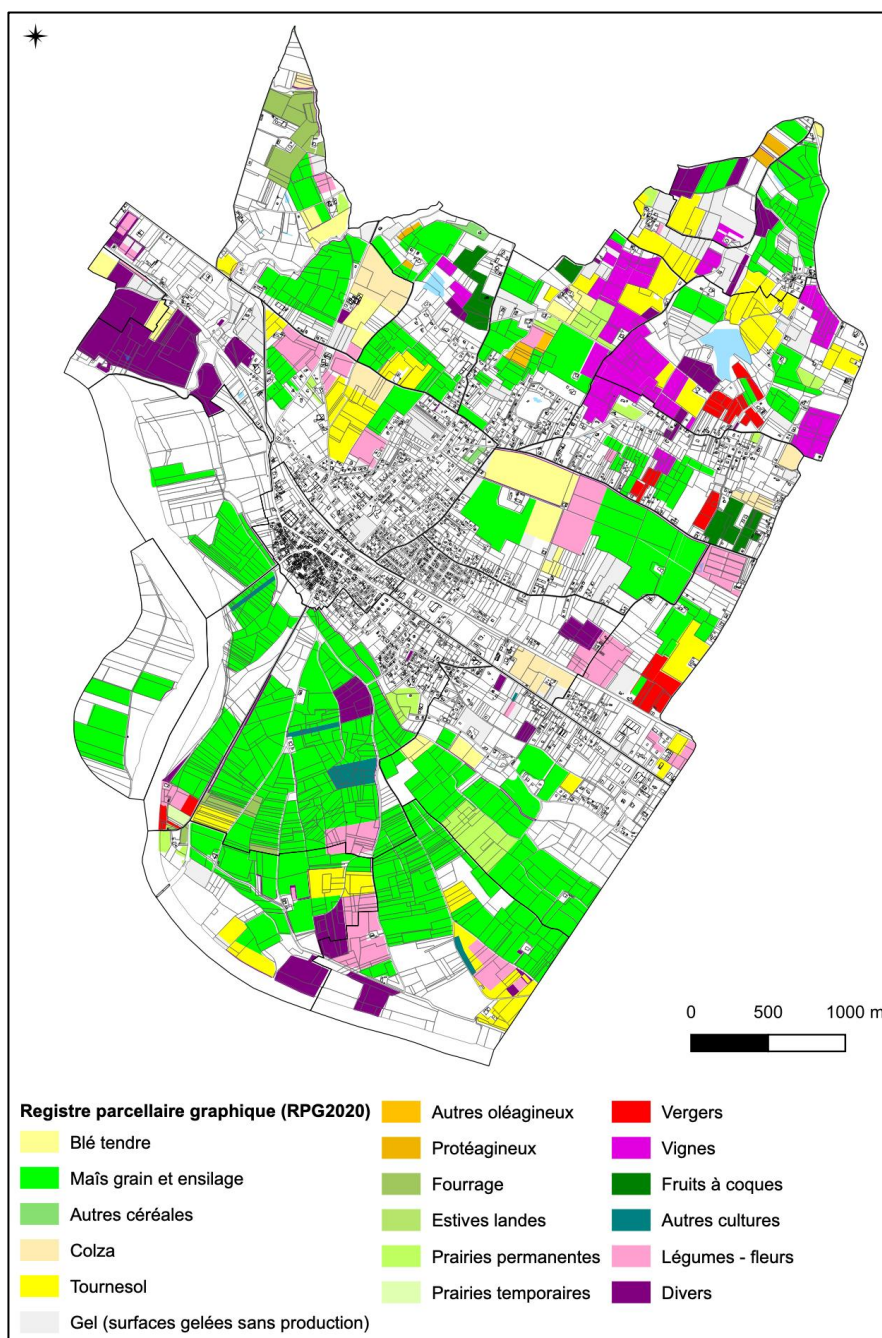 0 500 1000 m
Registre parcellaire graphique (RPG2020)
Blé tendre
Maîs grain et ensilage
Autres céréales
Colza
Tournesol
Gel (surfaces gelées sans production)
Autres oléagineux
Protéagineux
Fourrage
Estives landes
Prairies permanentes
Prairies temporaires
Vergers
Vignes
Fruits à coques
Autres cultures
Légumes - fleurs
Divers